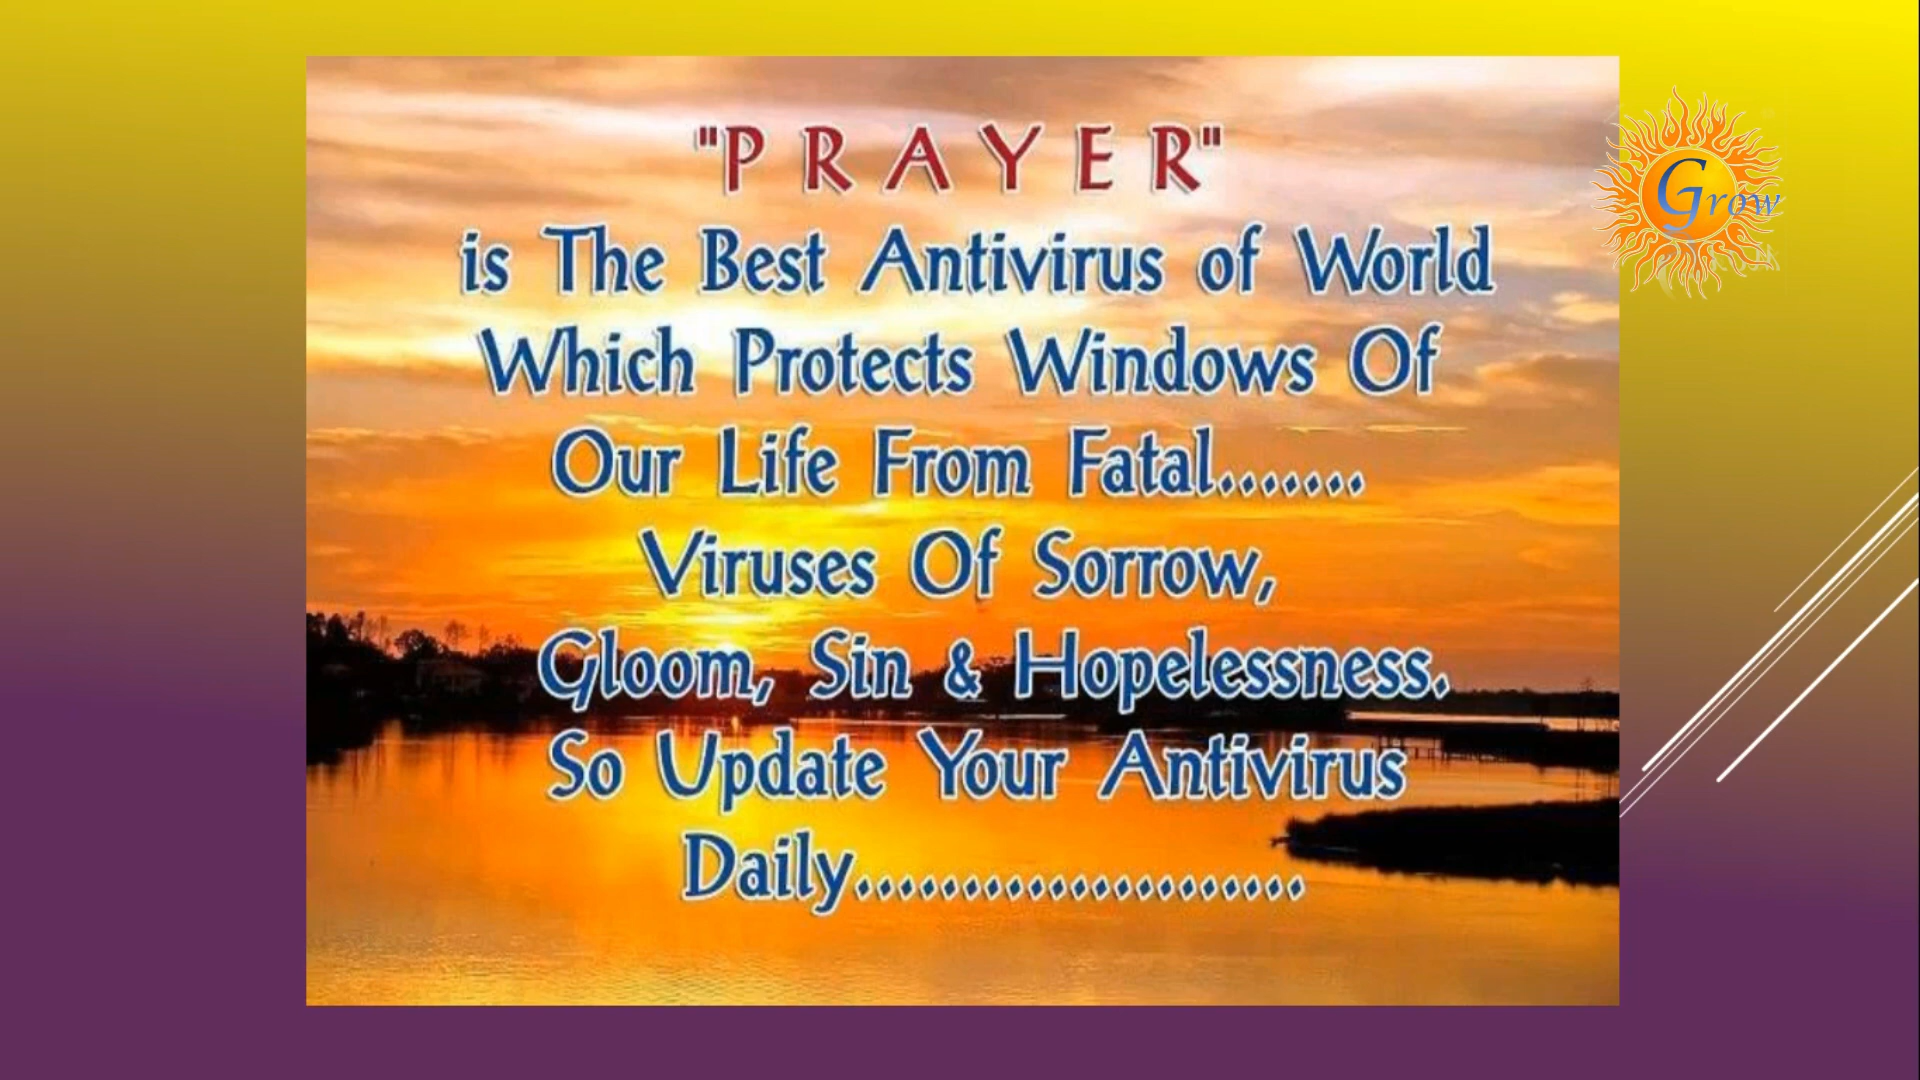 "PRAYER"
is The Best Antivirus of World
Which Protects Windows Of
Our Life From Fatal.......
Viruses Of Sorrow,
Gloom, Sin & Hopelessness.
So Update Your Antivirus
Daily.....................
Grow